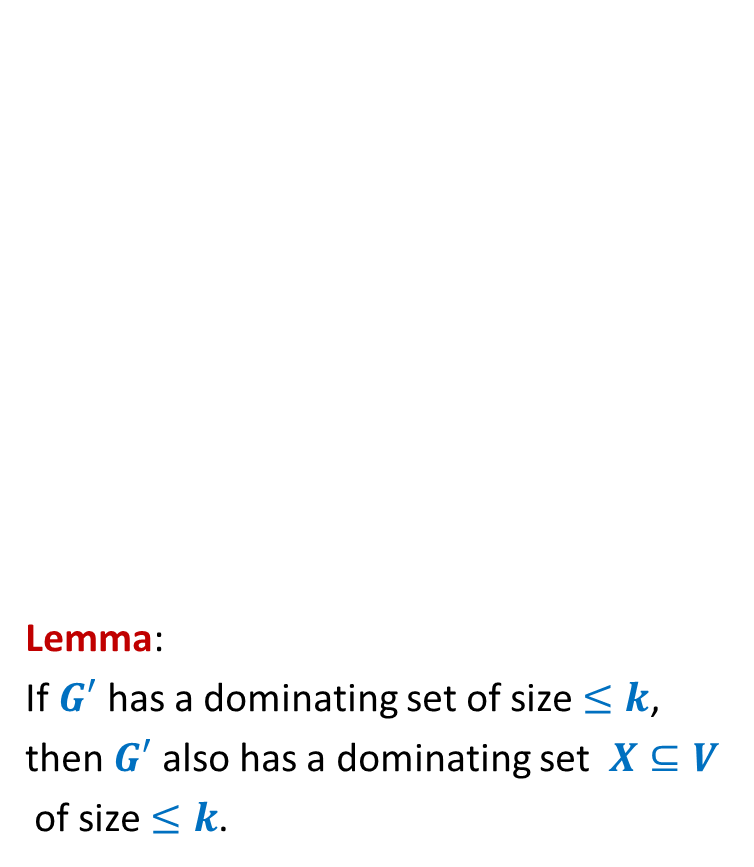 Lemma:
If G′ has a dominating set of size ≤ k,
then G′ also has a dominating set X ⊆ V
of size ≤ k.